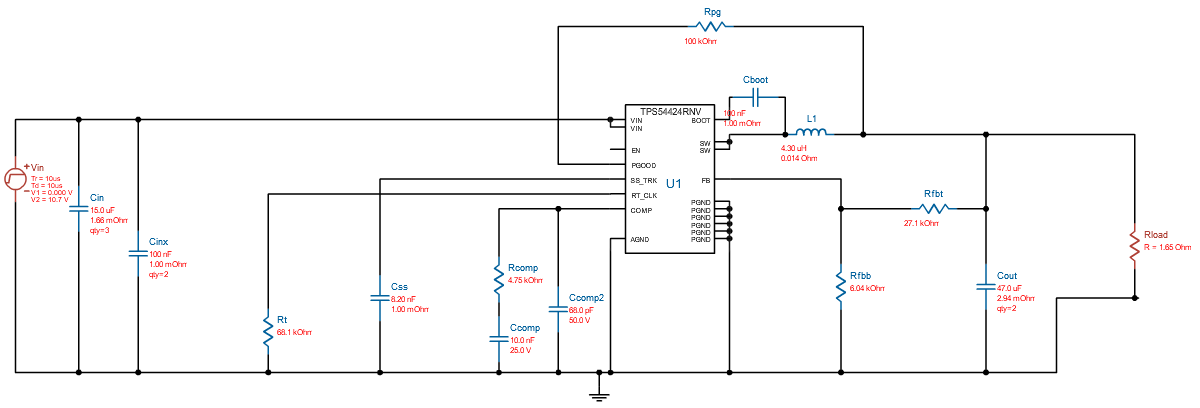 Rpg
100 kOhm
Cboot
100 nF
1.00 mOhm
TPS54424RNV
VIN
VIN
EN
PGOOD
SS_TRK
RT_CLK
COMP
AGND
U1
BOOT
SW
SW
FB
PGND
PGND
PGND
PGND
PGND
PGND
L1
4.30 uH
0.014 Ohm
+ Vin
Tr = 10us
Td = 10us
V1 = 0.000 V
V2 = 10.7 V
Cin
15.0 uF
1.66 mOhm
qty=3
Cinx
100 nF
1.00 mOhm
qty=2
Rt
68.1 kOhm
Css
8.20 nF
1.00 mOhm
Rcomp
4.75 kOhm
Ccomp
10.0 nF
25.0 V
Ccomp2
68.0 pF
50.0 V
Rfbt
27.1 kOhm
Rfbb
6.04 kOhm
Cout
47.0 uF
2.94 mOhm
qty=2
Rload
R = 1.65 Ohm